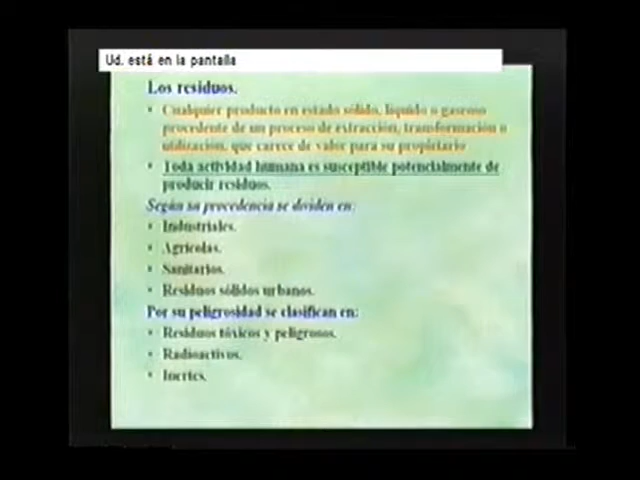 Ud. está en la pantalla
Los residuos.
• Cualquier producto en estado sólido, líquido o gaseoso
procedente de un proceso de extracción, transformación o
utilización, que carece de valor para su propietario
• Toda actividad humana es susceptible potencialmente de
producir residuos.
Según su procedencia se dividen en:
• Industriales.
• Agrícolas.
• Sanitarios.
• Residuos sólidos urbanos.
Por su peligrosidad se clasifican en:
• Residuos tóxicos y peligrosos.
• Radioactivos.
• Inertes.